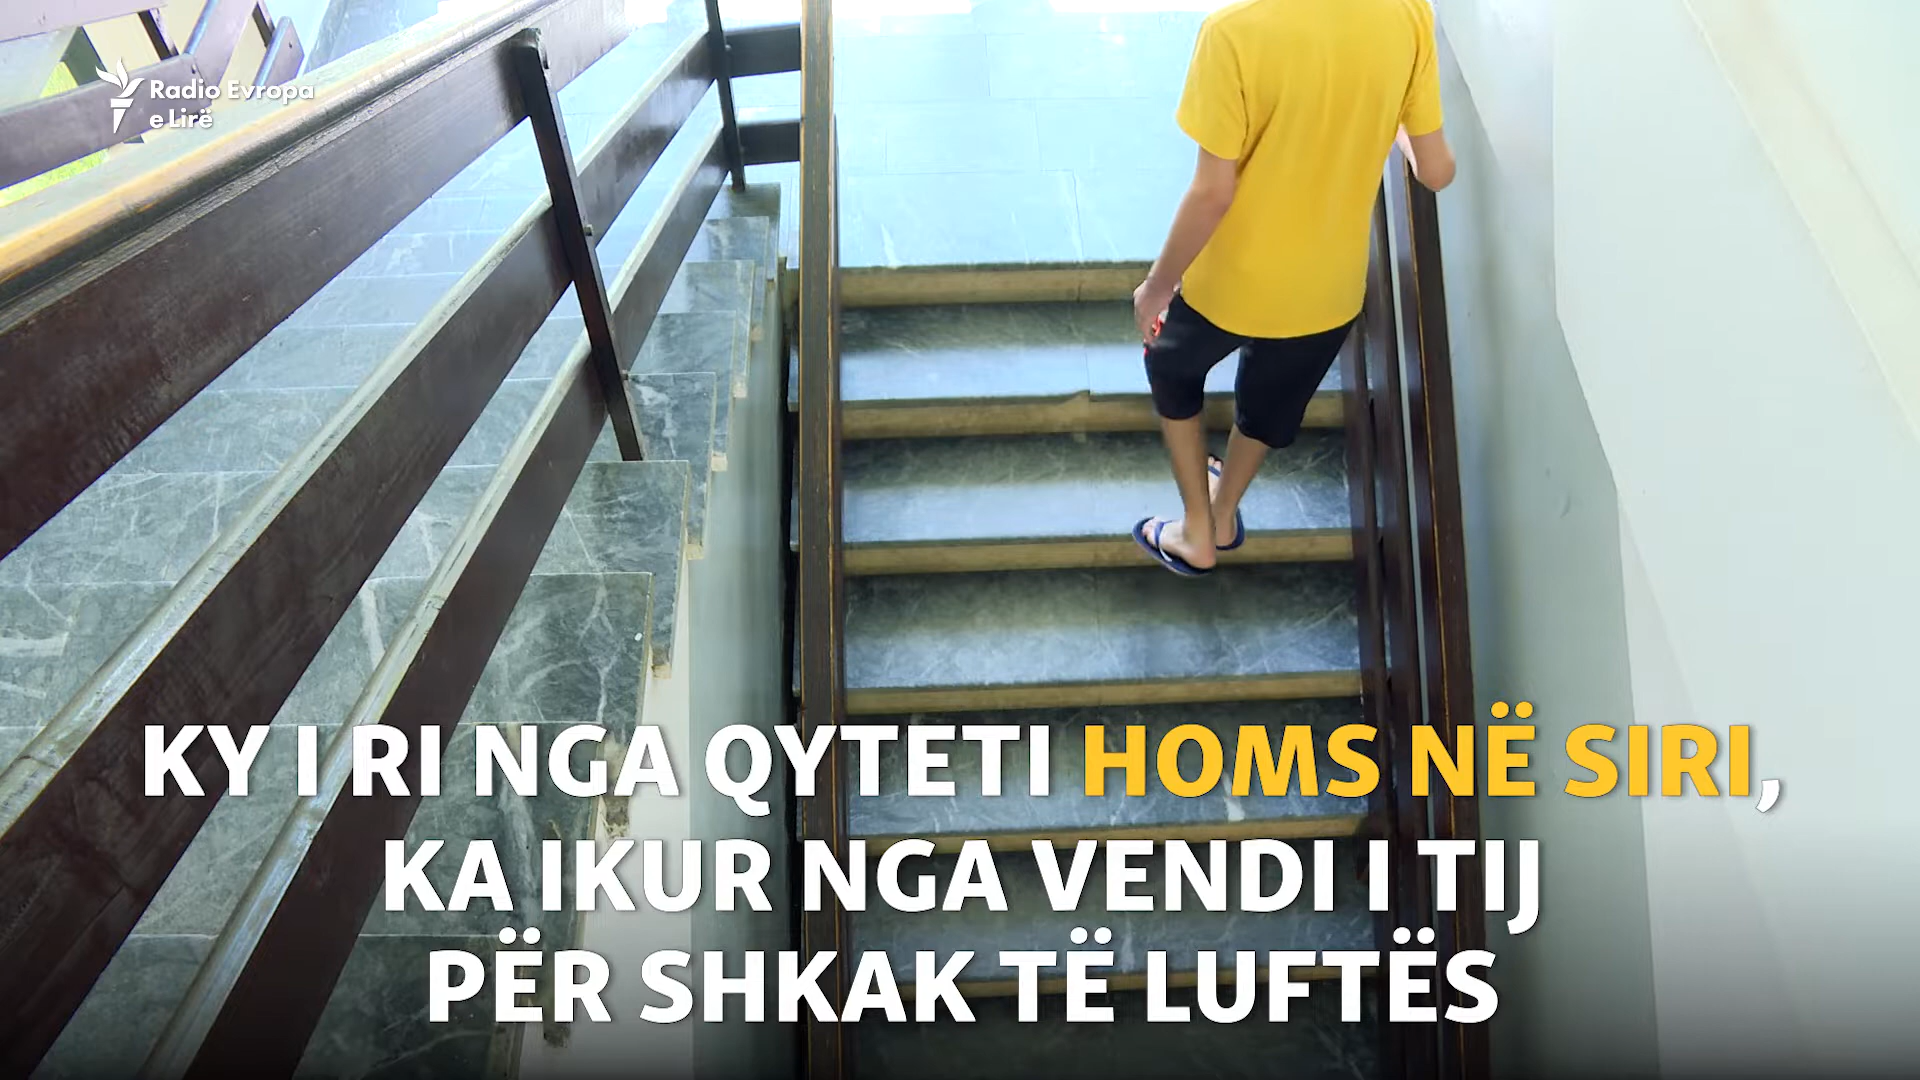 Radio Evropa
e Lirë
KY I RI NGA QYTETI HOMS NË SIRI,
KA IKUR NGA VENDI I TIJ
PËR SHKAK TË LUFTËS